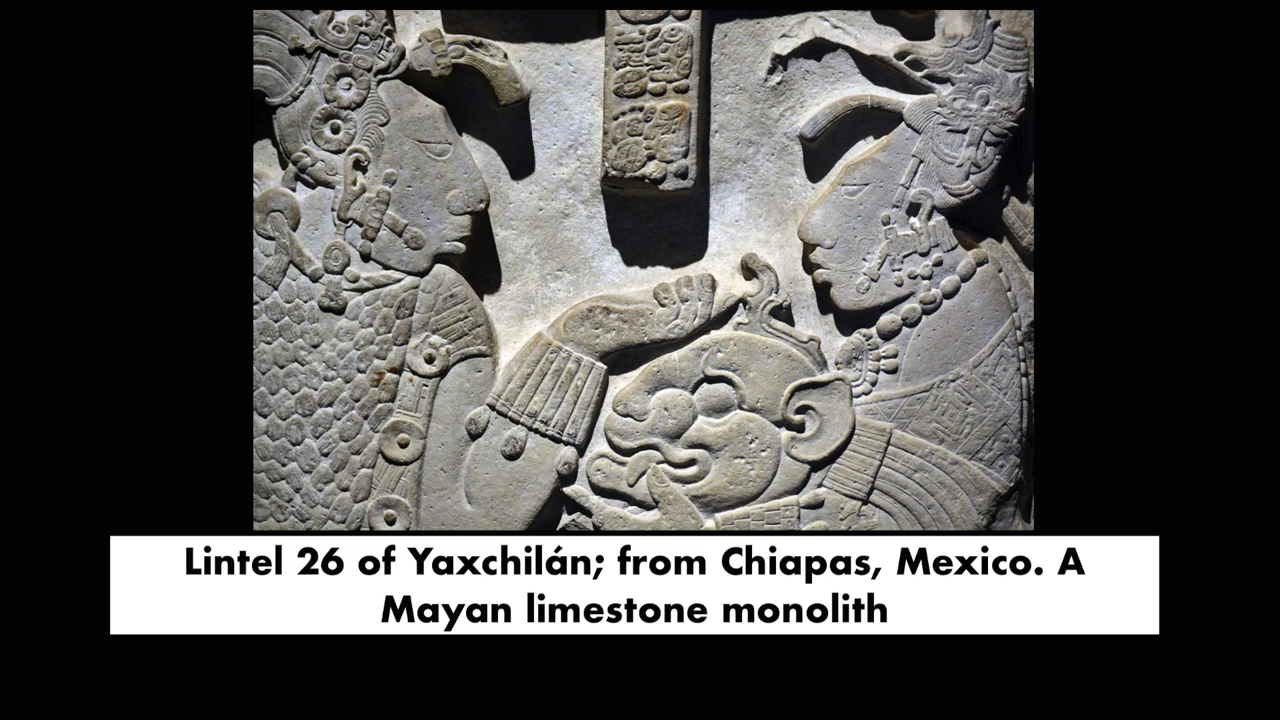 Lintel 26 of Yaxchilán; from Chiapas, Mexico. A
Mayan limestone monolith